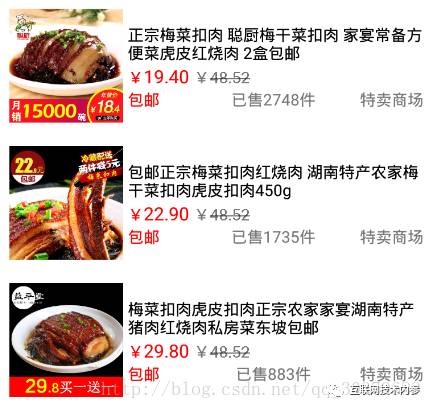 正宗梅菜扣肉 聪厨梅干菜扣肉 家宴常备方
便菜虎皮红烧肉 2盒包邮
￥19.40 ￥48.52
包邮 已售2748件 特卖商场
月销 15000碗
￥18.4
包邮正宗梅菜扣肉红烧肉 湖南特产农家梅
干菜扣肉虎皮扣肉450g
￥22.90 ￥48.52
包邮 已售1735件 特卖商场
22.9元
包邮
冷藏配送
两件减5元
梅菜扣肉虎皮扣肉正宗农家家宴湖南特产
猪肉红烧肉私房菜东坡包邮
￥29.80 ￥48.52
包邮 已售883件 特卖商场
29.8买一送一
互联网技术内参